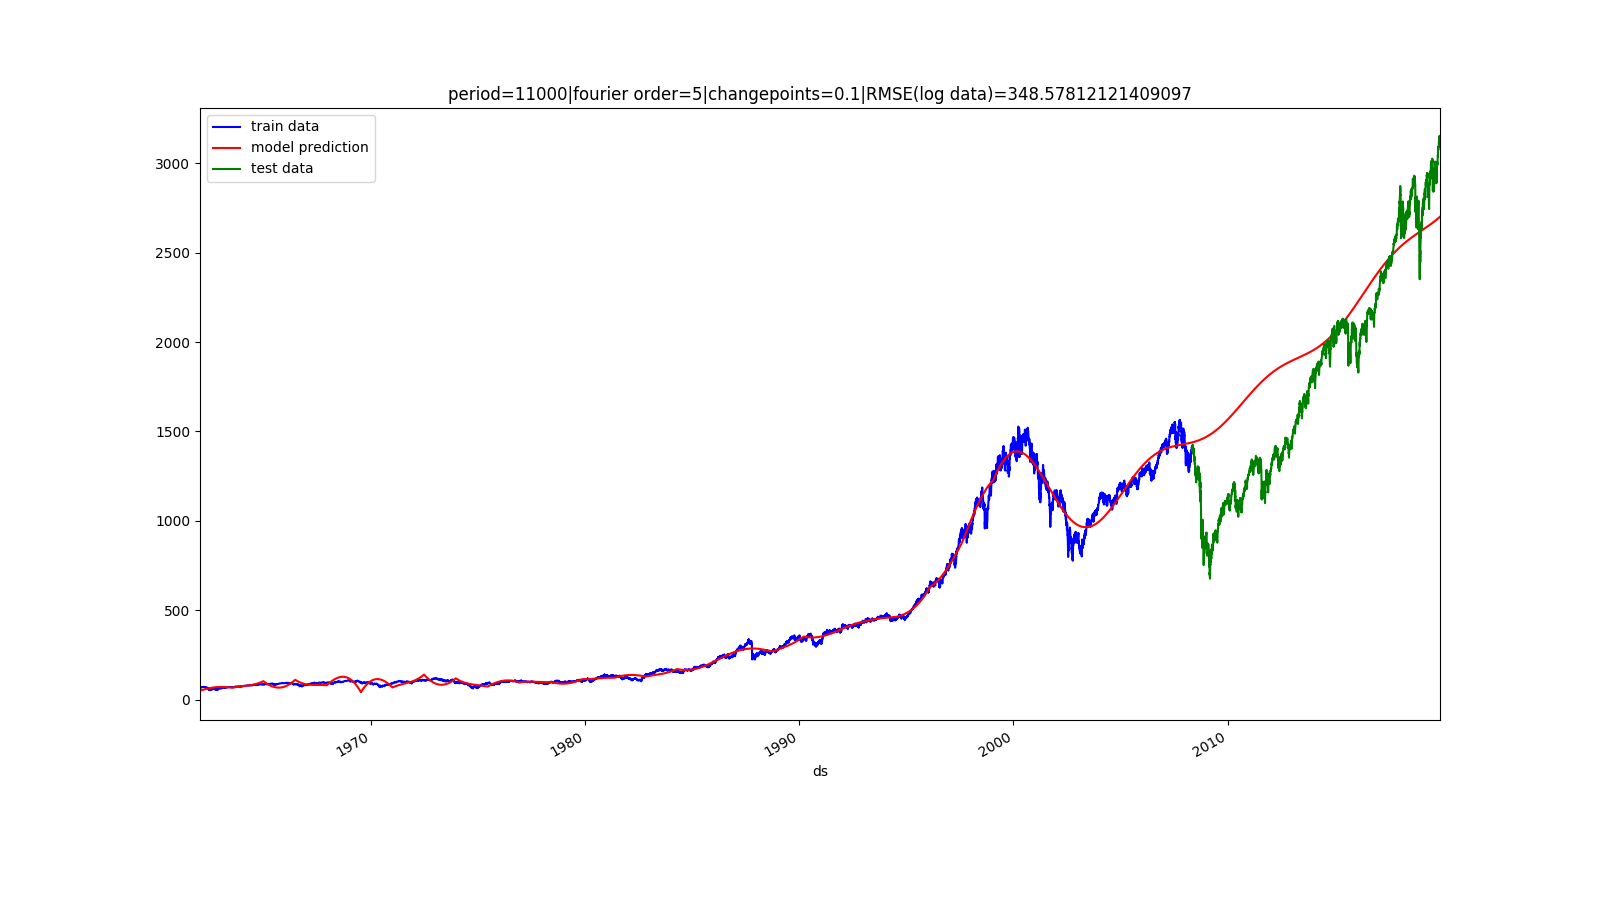 period=11000|fourier order=5|changepoints=0.1|RMSE(log data)=348.57812121409097
train data
model prediction
test data
3000
2500
2000
1500
1000
500
0
1970
1980
1990
2000
2010
ds